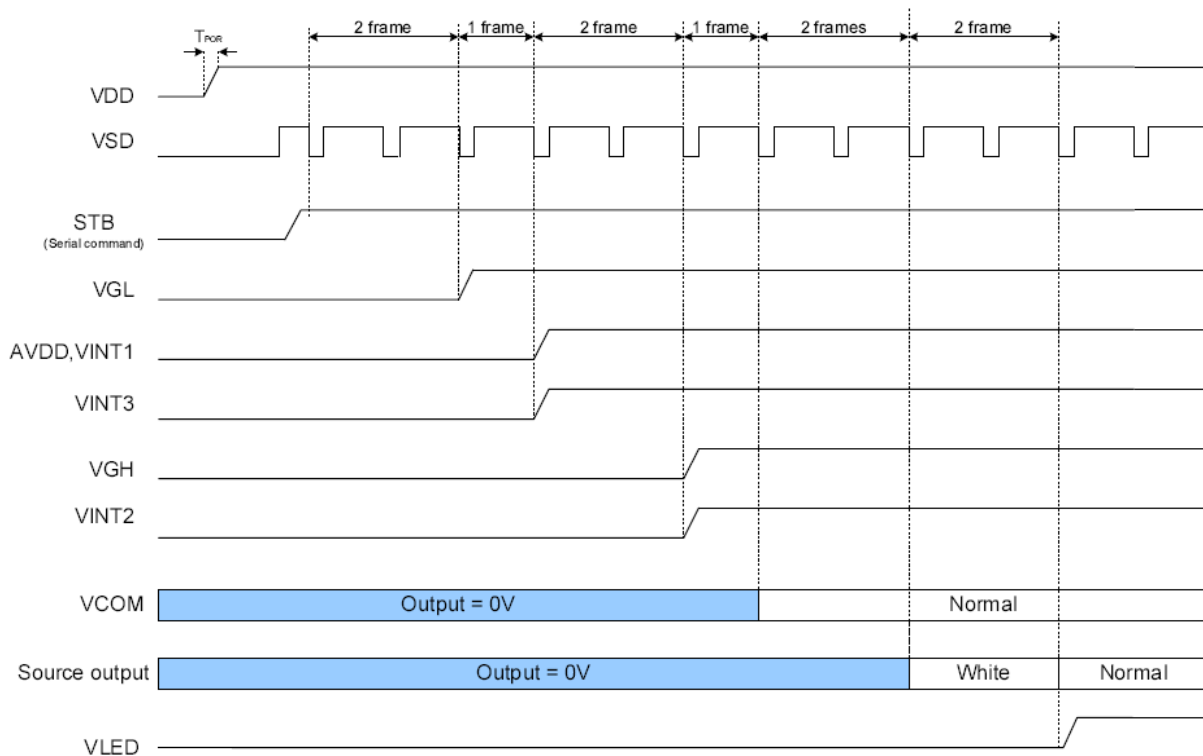 2 frame 1 frame 2 frame 1 frame 2 frames 2 frame
TPOR
VDD
VSD
STB
(Serial command)
VGL
AVDD,VINT1
VINT3
VGH
VINT2
VCOM Output = 0V Normal
Source output Output = 0V White Normal
VLED